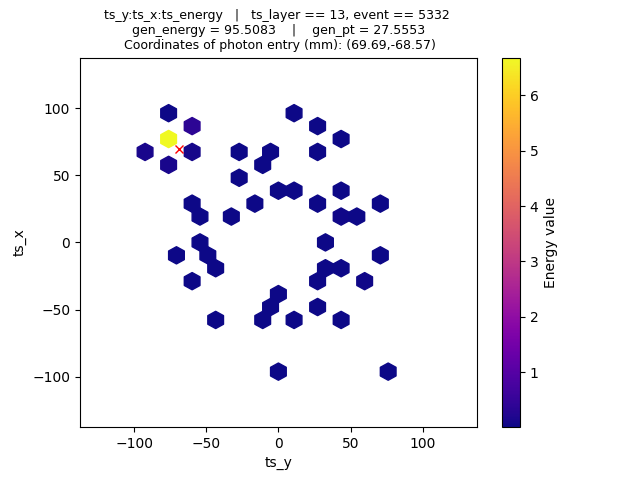 ts_y:ts_x:ts_energy   |   ts_layer == 13, event == 5332
gen_energy = 95.5083    |    gen_pt = 27.5553
Coordinates of photon entry (mm): (69.69,-68.57)
100
50
0
−50
−100
ts_x
−100
−50
0
50
100
ts_y
6
5
4
3
2
1
Energy value